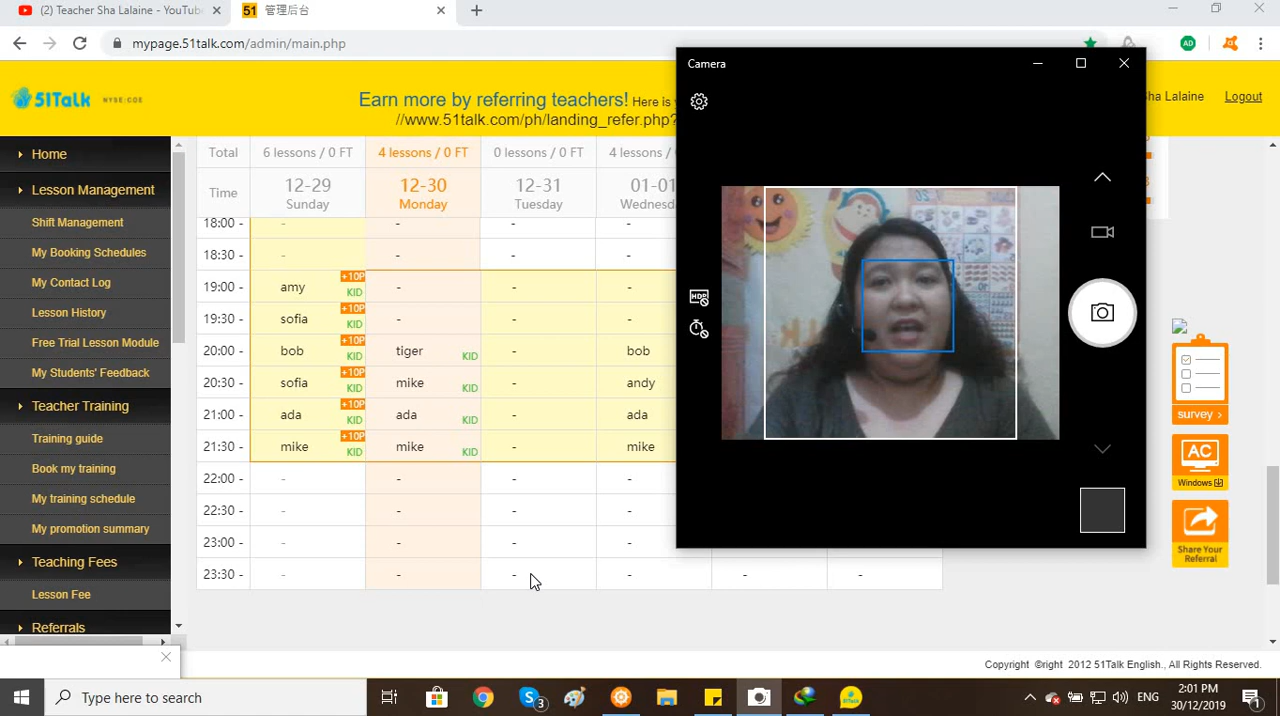 (2) Teacher Sha Lalaine - YouTub
51 管理后台
mypage.51talk.com/admin/main.php
AD
51Talk NYSE:COE
Earn more by referring teachers! Here is y
//www.51talk.com/ph/landing_refer.php?
Sha Lalaine Logout
Camera
Home
Lesson Management
Shift Management
My Booking Schedules
My Contact Log
Lesson History
Free Trial Lesson Module
My Students' Feedback
Teacher Training
Training guide
Book my training
My training schedule
My promotion summary
Teaching Fees
Lesson Fee
Referrals
Total 6 lessons / 0 FT 4 lessons / 0 FT 0 lessons / 0 FT 4 lessons / 0
Time 12-29 Sunday 12-30 Monday 12-31 Tuesday 01-01 Wednesd
18:00 - - - - -
18:30 - - - - -
19:00 - amy +10P KID - -
19:30 - sofia +10P KID - - -
20:00 - bob +10P KID tiger KID - bob
20:30 - sofia +10P KID mike KID - andy
21:00 - ada +10P KID ada KID - ada
21:30 - mike +10P KID mike KID - mike
22:00 - - - - -
22:30 - - - - -
23:00 - - - - -
23:30 - - - - - - -
HDR
20
survey >
AC
Windows
Share Your
Referral
Copyright ©right 2012 51Talk English., All Rights Reserved.
Type here to search
3
ENG
2:01 PM
30/12/2019
1